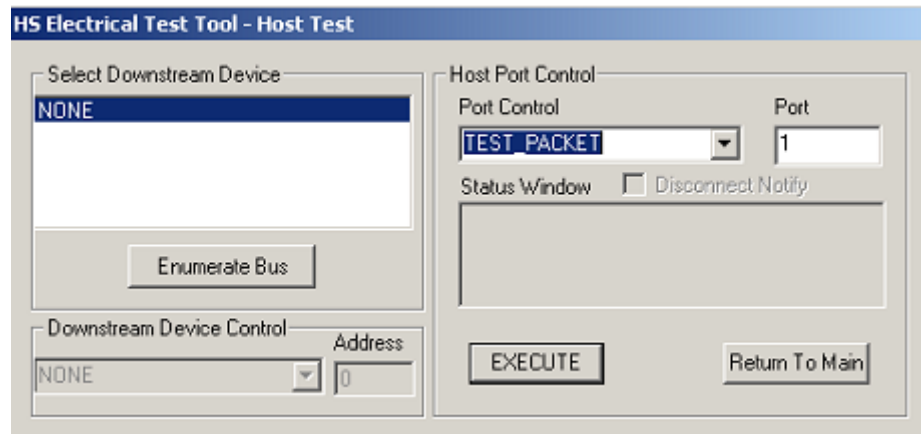 HS Electrical Test Tool - Host Test
Select Downstream Device
NONE
Enumerate Bus
Downstream Device Control
Address
NONE
0
Host Port Control
Port Control
Port
TEST_PACKET
1
Status Window
Disconnect Notify
EXECUTE
Return To Main